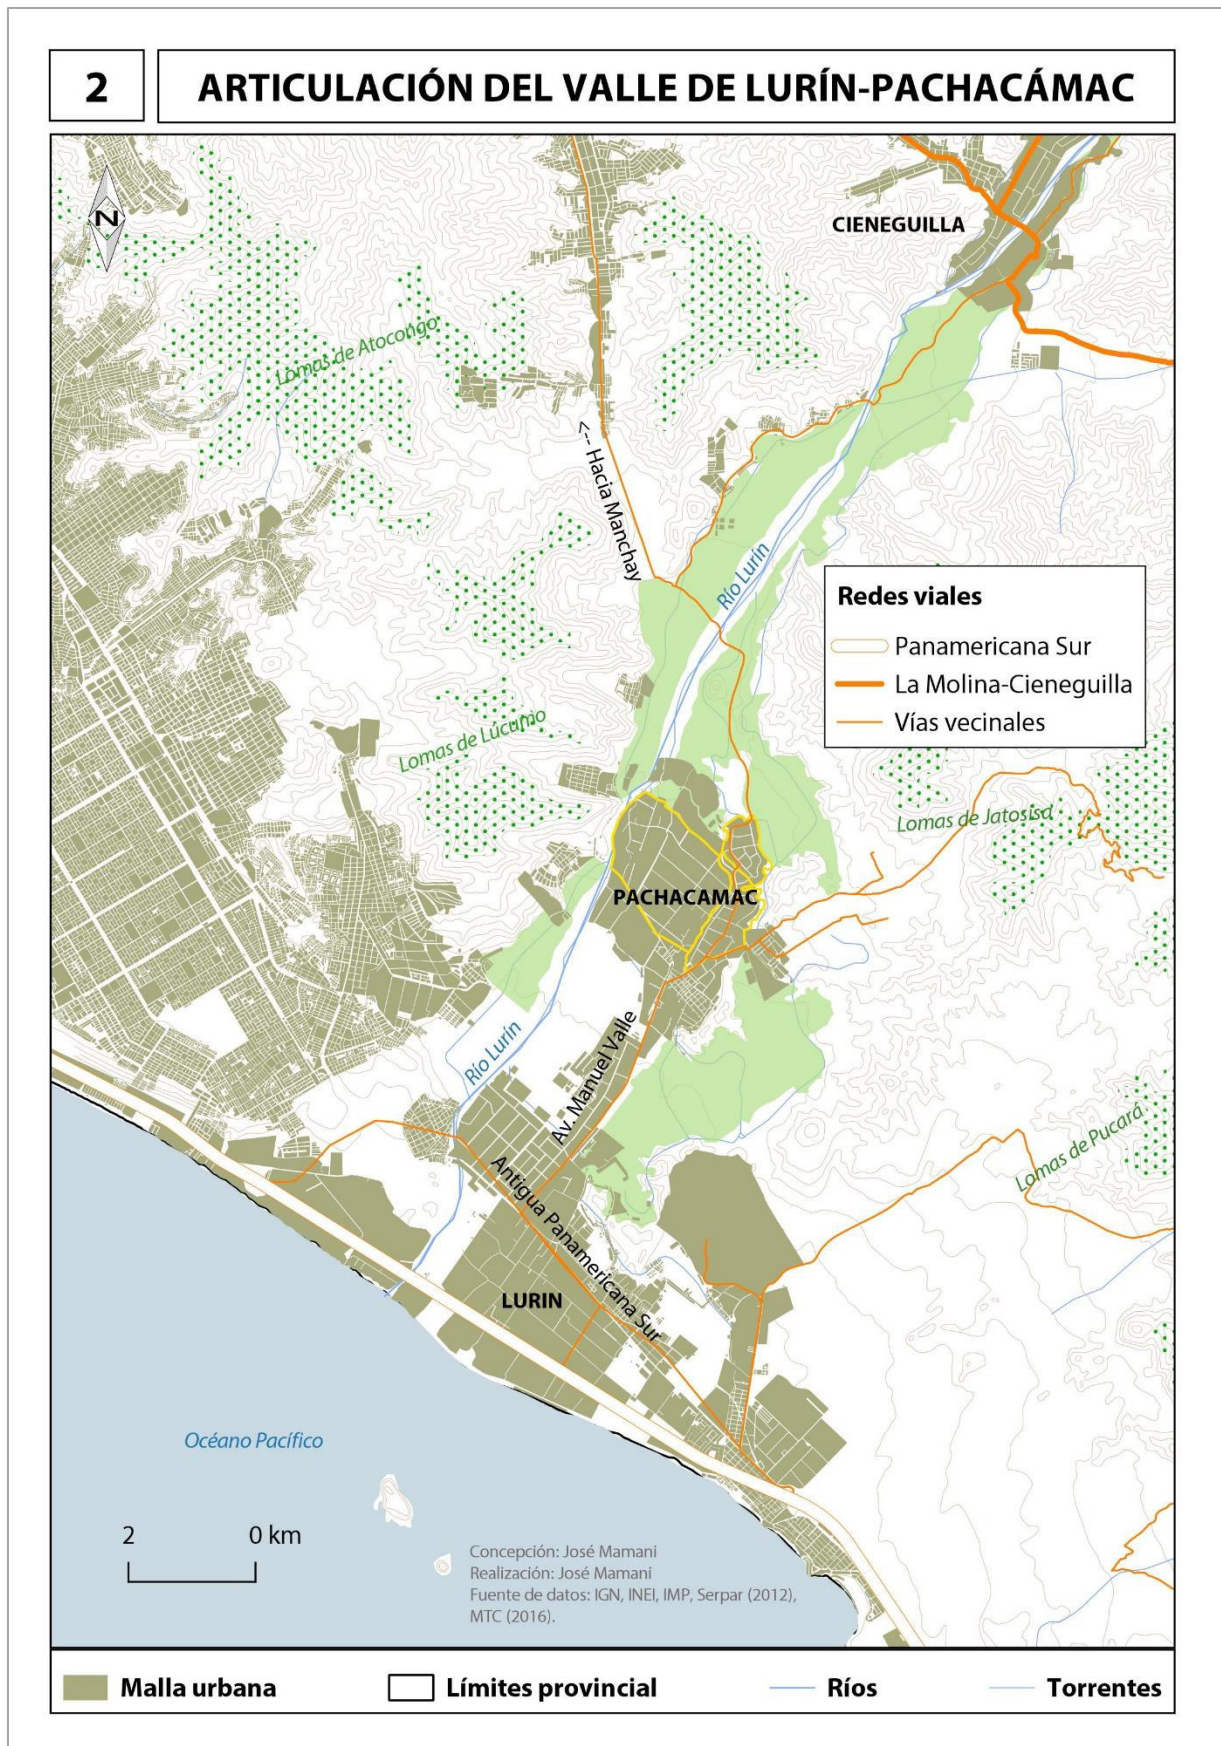 2
ARTICULACIÓN DEL VALLE DE LURÍN-PACHACÁMAC
N
CIENEGUILLA
Lomas de Atocongo
<-- Hacia Manchay
Río Lurín
Redes viales
Panamericana Sur
La Molina-Cieneguilla
Vías vecinales
Lomas de Lúcumo
Lomas de Jatosisa
PACHACAMAC
Río Lurín
Av. Manuel Valle
Lomas de Pucará
Antigua Panamericana Sur
LURIN
Océano Pacífico
2 0 km
Concepción: José Mamani
Realización: José Mamani
Fuente de datos: IGN, INEI, IMP, Serpar (2012),
MTC (2016).
Malla urbana
Límites provincial
Ríos
Torrentes